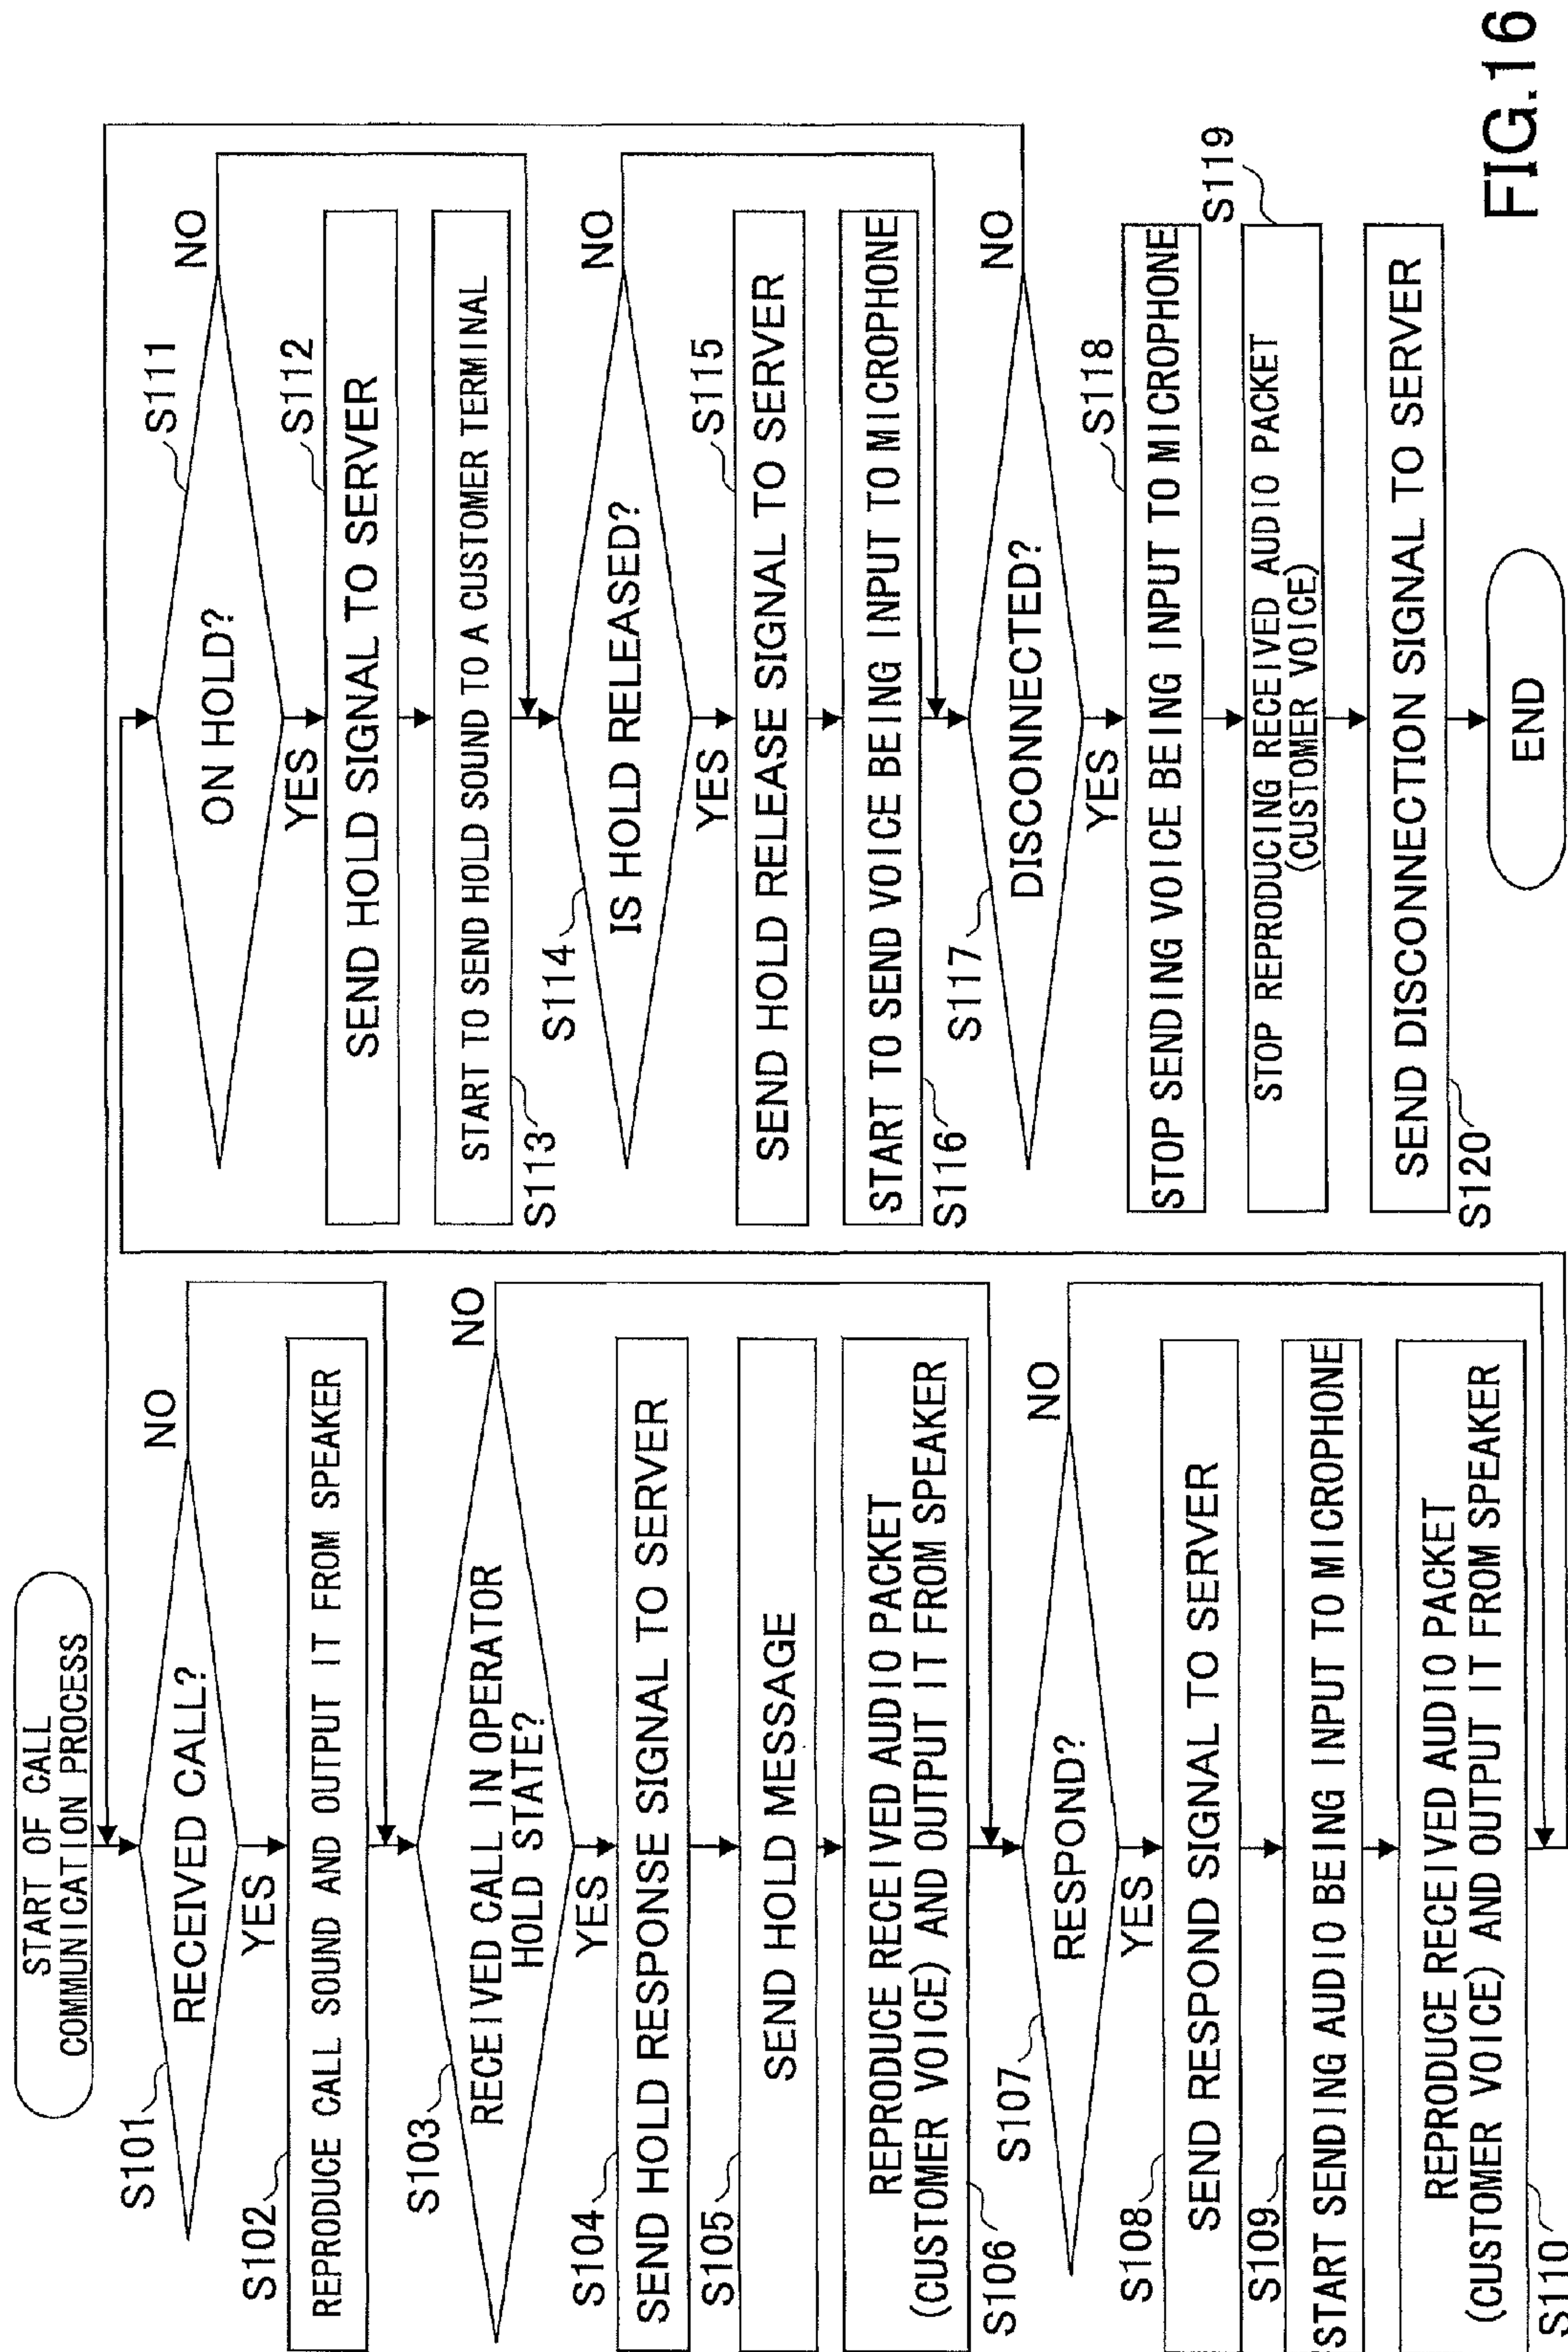 START OF CALL
COMMUNICATION PROCESS
S101
RECEIVED CALL?
NO
YES
S102
REPRODUCE CALL SOUND AND OUTPUT IT FROM SPEAKER
S103
RECEIVED CALL IN OPERATOR
HOLD STATE?
NO
YES
S104
SEND HOLD RESPONSE SIGNAL TO SERVER
S105
SEND HOLD MESSAGE
REPRODUCE RECEIVED AUDIO PACKET
(CUSTOMER VOICE) AND OUTPUT IT FROM SPEAKER
S106
S107
RESPOND?
NO
YES
S108
SEND RESPOND SIGNAL TO SERVER
S109
START SENDING AUDIO BEING INPUT TO MICROPHONE
REPRODUCE RECEIVED AUDIO PACKET
(CUSTOMER VOICE) AND OUTPUT IT FROM SPEAKER
S110
S111
ON HOLD?
NO
YES
S112
SEND HOLD SIGNAL TO SERVER
START TO SEND HOLD SOUND TO A CUSTOMER TERMINAL
S113
S114
IS HOLD RELEASED?
NO
YES
S115
SEND HOLD RELEASE SIGNAL TO SERVER
START TO SEND VOICE BEING INPUT TO MICROPHONE
S116
S117
DISCONNECTED?
NO
YES
S118
STOP SENDING VOICE BEING INPUT TO MICROPHONE
S119
STOP REPRODUCING RECEIVED AUDIO PACKET
(CUSTOMER VOICE)
SEND DISCONNECTION SIGNAL TO SERVER
S120
END
FIG.16